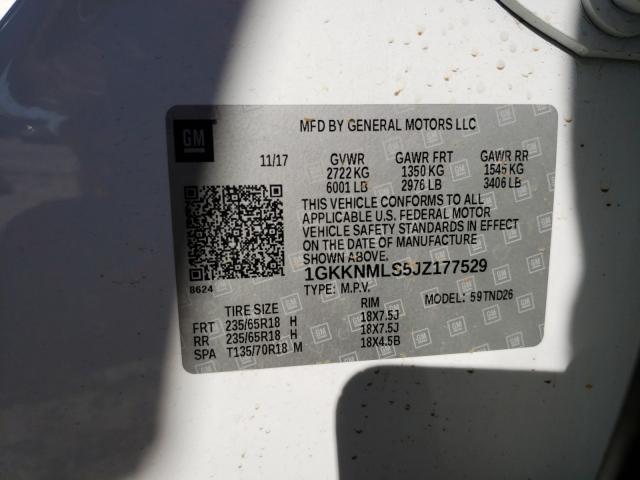 GM
MFD BY GENERAL MOTORS LLC
11/17 GVWR GAWR FRT GAWR RR
2722 KG 1350 KG 1545 KG
6001 LB 2976 LB 3406 LB
THIS VEHICLE CONFORMS TO ALL
APPLICABLE U.S. FEDERAL MOTOR
VEHICLE SAFETY STANDARDS IN
EFFECT ON THE DATE OF MANUFACTURE
SHOWN ABOVE.
1GKKNMLS5JZ177529
8624 TYPE: M.P.V. MODEL: 59TND26
TIRE SIZE RIM
FRT 235/65R18 H 18X7.5J
RR 235/65R18 H 18X7.5J
SPA T135/70R18 M 18X4.5B